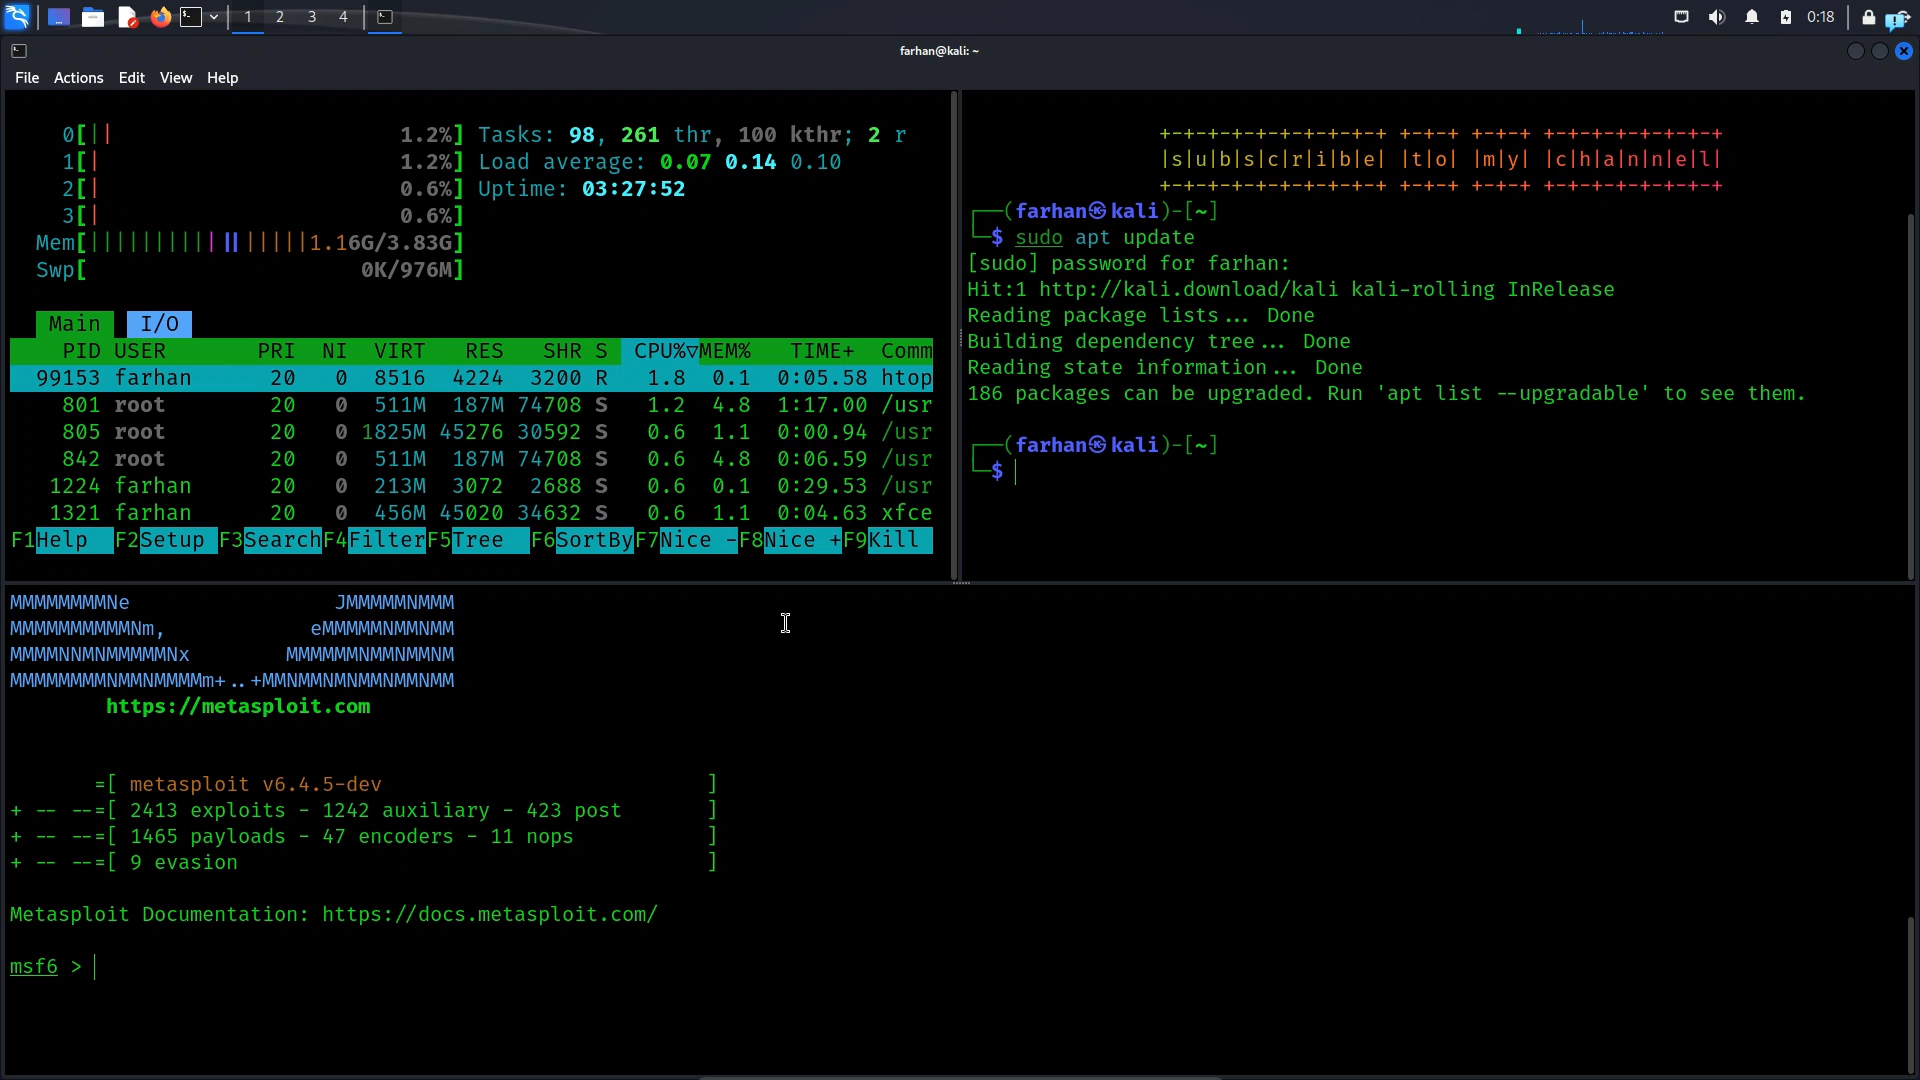 1 2 3 4 0:18
farhan@kali: ~
File Actions Edit View Help
0[|| 1.2%] Tasks: 98, 261 thr, 100 kthr; 2 r
1[| 1.2%] Load average: 0.07 0.14 0.10
2[| 0.6%] Uptime: 03:27:52
3[| 0.6%]
Mem[||||||||||||||||||1.16G/3.83G]
Swp[ 0K/976M]
Main I/O
PID USER PRI NI VIRT RES SHR S CPU%▽MEM% TIME+ Comm
99153 farhan 20 0 8516 4224 3200 R 1.8 0.1 0:05.58 htop
801 root 20 0 511M 187M 74708 S 1.2 4.8 1:17.00 /usr
805 root 20 0 1825M 45276 30592 S 0.6 1.1 0:00.94 /usr
842 root 20 0 511M 187M 74708 S 0.6 4.8 0:06.59 /usr
1224 farhan 20 0 213M 3072 2688 S 0.6 0.1 0:29.53 /usr
1321 farhan 20 0 456M 45020 34632 S 0.6 1.1 0:04.63 xfce
F1Help F2Setup F3SearchF4FilterF5Tree F6SortByF7Nice -F8Nice +F9Kill
+-+-+-+-+-+-+-+-+-+ +-+-+ +-+-+ +-+-+-+-+-+-+-+
|s|u|b|s|c|r|i|b|e| |t|o| |m|y| |c|h|a|n|n|e|l|
+-+-+-+-+-+-+-+-+-+ +-+-+ +-+-+ +-+-+-+-+-+-+-+
┌──(farhan㉿kali)-[~]
└─$ sudo apt update
[sudo] password for farhan:
Hit:1 http://kali.download/kali kali-rolling InRelease
Reading package lists... Done
Building dependency tree... Done
Reading state information... Done
186 packages can be upgraded. Run 'apt list --upgradable' to see them.
┌──(farhan㉿kali)-[~]
└─$
MMMMMMMMNe JMMMMMNMMM
MMMMMMMMMMNm, eMMMMMNMMNMM
MMMMNNMNMMMMMNx MMMMMMNMMNMMNM
MMMMMMMMNMMNMMMMm+..+MMNMMNMNMMNMMNMM
https://metasploit.com
=[ metasploit v6.4.5-dev ]
+ -- --=[ 2413 exploits - 1242 auxiliary - 423 post ]
+ -- --=[ 1465 payloads - 47 encoders - 11 nops ]
+ -- --=[ 9 evasion ]
Metasploit Documentation: https://docs.metasploit.com/
msf6 >